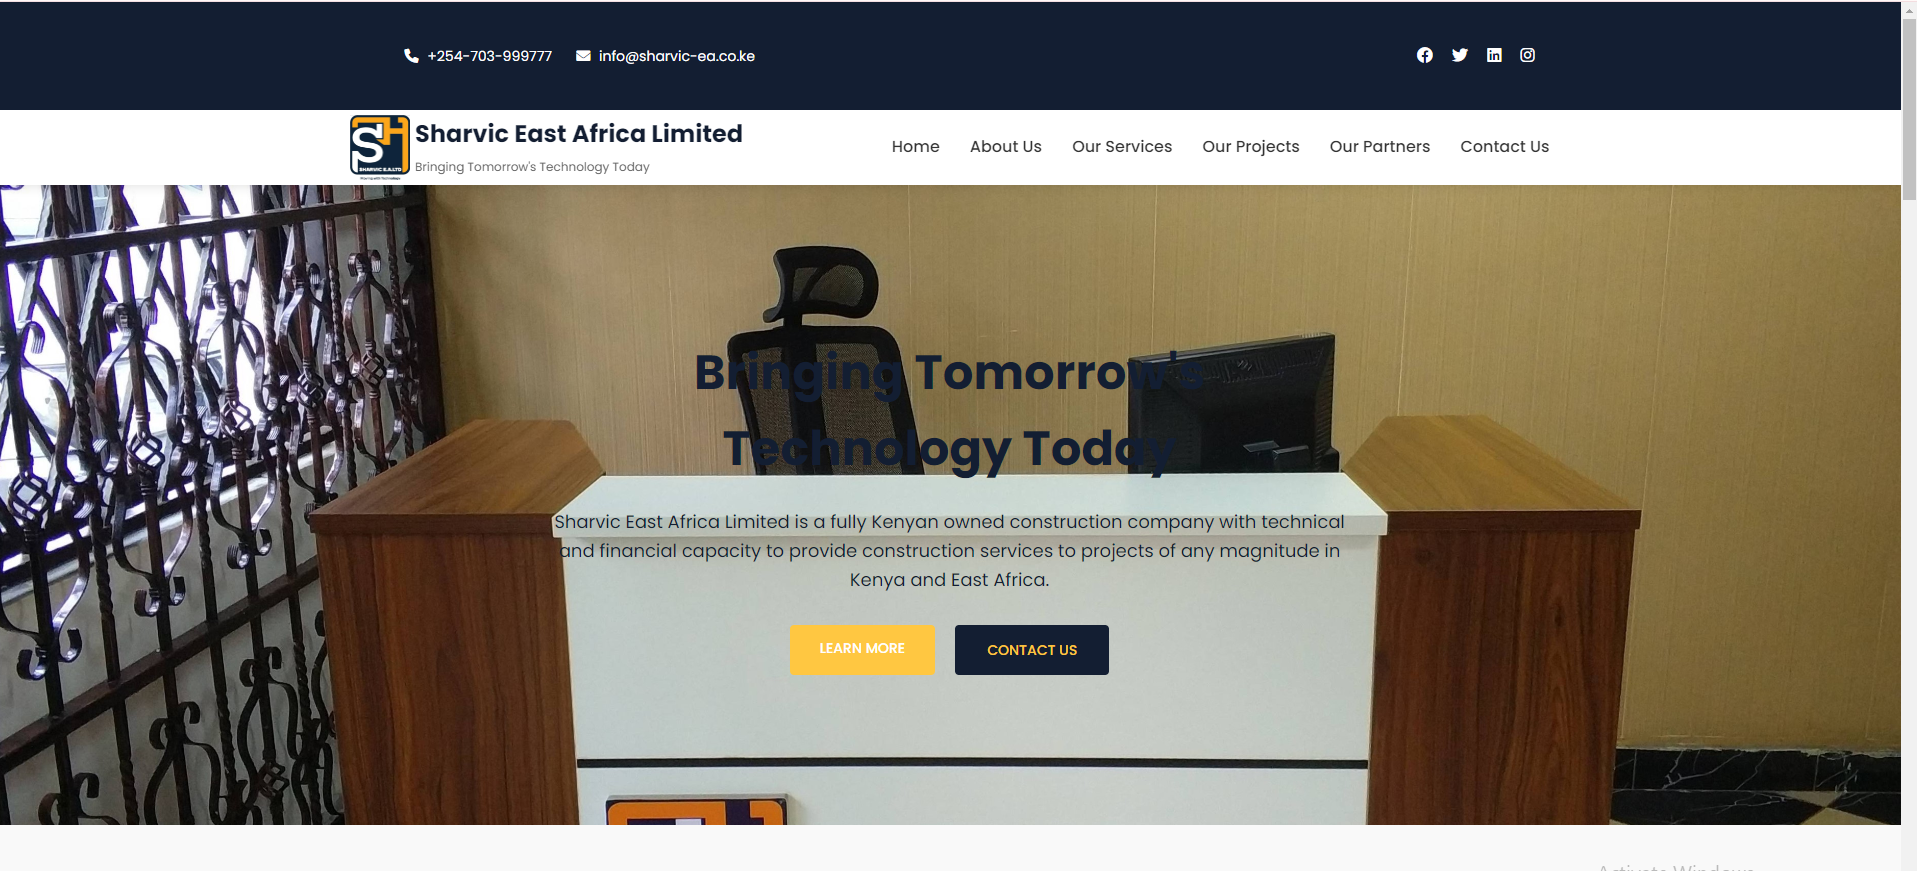 +254-703-999777 info@sharvic-ea.co.ke
Sharvic East Africa Limited
Bringing Tomorrow's Technology Today
SHARVIC E.A.LTD
Home About Us Our Services Our Projects Our Partners Contact Us
Bringing Tomorrow's
Technology Today
Sharvic East Africa Limited is a fully Kenyan owned construction company with technical
and financial capacity to provide construction services to projects of any magnitude in
Kenya and East Africa.
LEARN MORE CONTACT US
Activate Windows